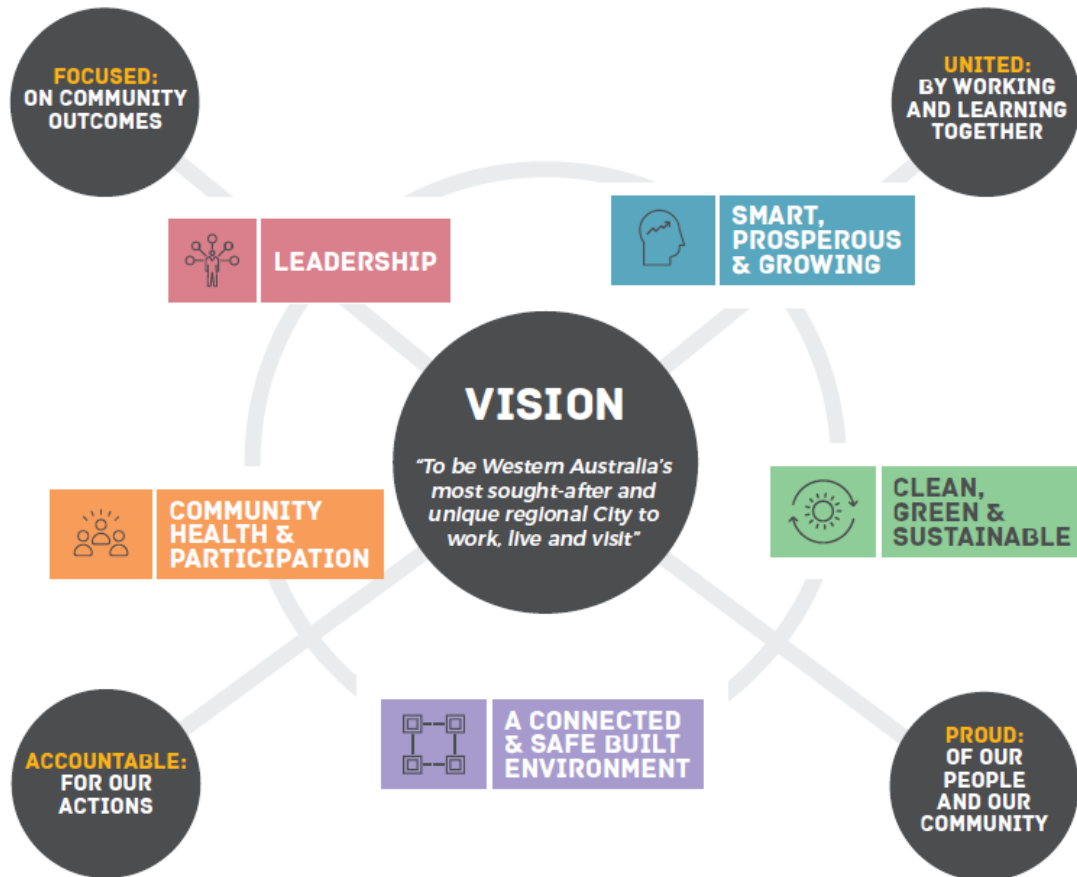 FOCUSED:
ON COMMUNITY
OUTCOMES
UNITED:
BY WORKING
AND LEARNING
TOGETHER
LEADERSHIP
SMART,
PROSPEROUS
& GROWING
VISION
“To be Western Australia’s
most sought-after and
unique regional City to
work, live and visit”
COMMUNITY
HEALTH &
PARTICIPATION
CLEAN,
GREEN &
SUSTAINABLE
A CONNECTED
& SAFE BUILT
ENVIRONMENT
ACCOUNTABLE:
FOR OUR
ACTIONS
PROUD:
OF OUR
PEOPLE
AND OUR
COMMUNITY